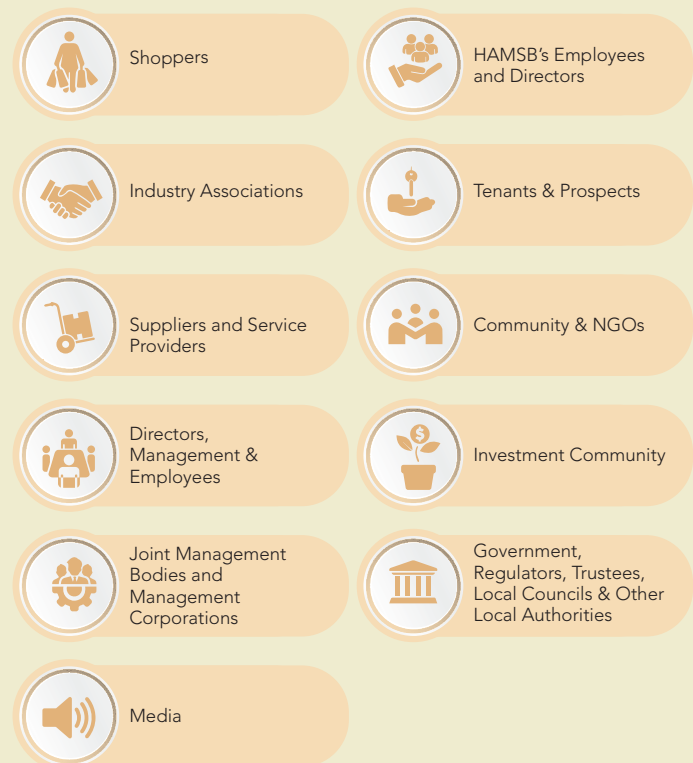 Shoppers
HAMSB's Employees
and Directors
Industry Associations
Tenants & Prospects
Suppliers and Service
Providers
Community & NGOs
Directors,
Management &
Employees
Investment Community
Joint Management
Bodies and
Management
Corporations
Government,
Regulators, Trustees,
Local Councils & Other
Local Authorities
Media